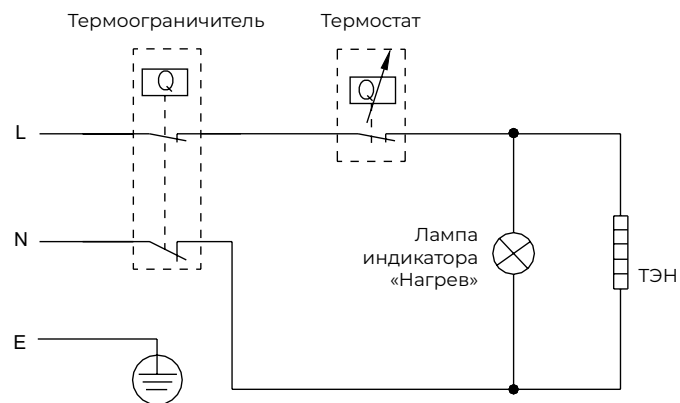 Термоограничитель
Термостат
Q
Q
L
N
Лампа
индикатора
«Нагрев»
ТЭН
E